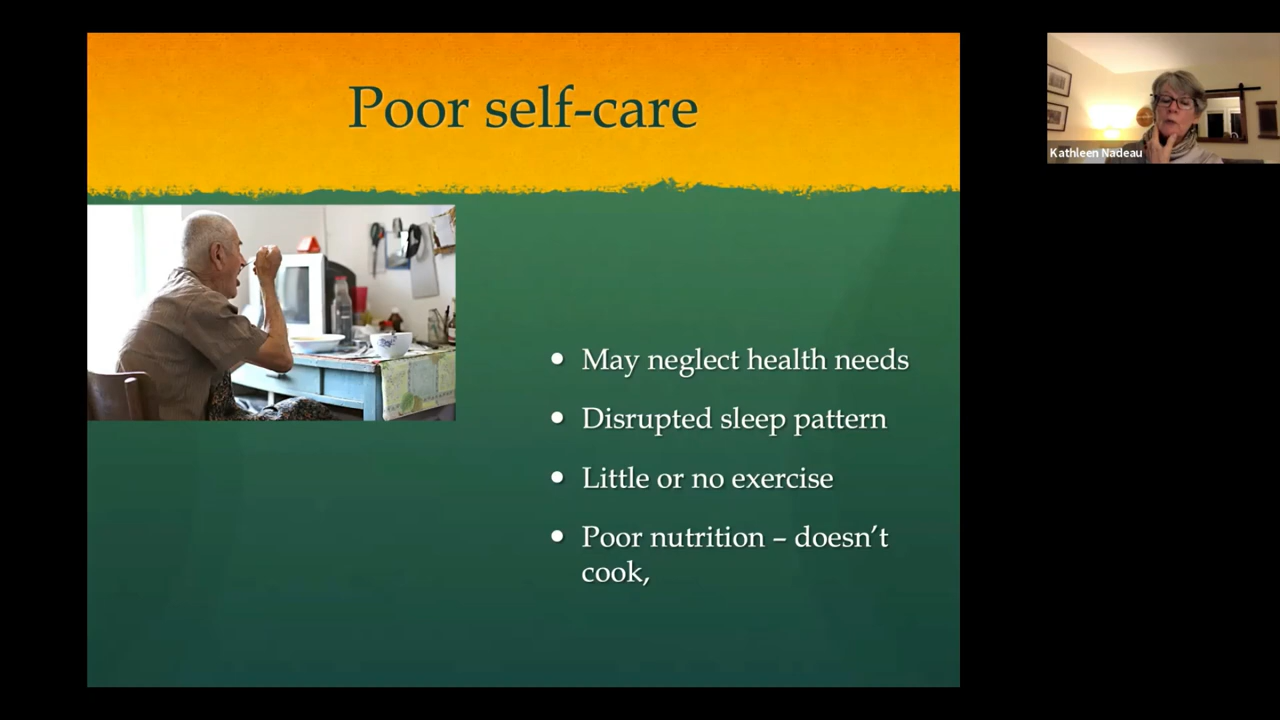 Poor self-care
Kathleen Nadeau
• May neglect health needs
• Disrupted sleep pattern
• Little or no exercise
• Poor nutrition – doesn’t
cook,